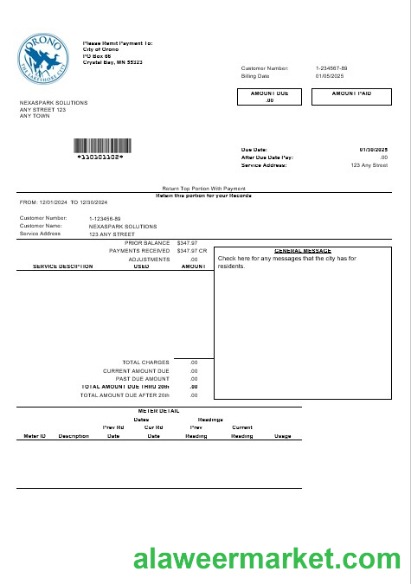 ORONO
THE LAKESHORE CITY
Please Remit Payment To:
City of Orono
PO Box 66
Crystal Bay, MN 55323
Customer Number: 1-234567-89
Billing Date 01/05/2025
AMOUNT DUE AMOUNT PAID
.00
NEXASPARK SOLUTIONS
ANY STREET 123
ANY TOWN
Due Date: 01/30/2025
After Due Date Pay: .00
Service Address: 123 Any Street
Return Top Portion With Payment
Retain this portion for your Records
FROM: 12/01/2024 TO 12/30/2024
Customer Number: 1-123456-89
Customer Name: NEXASPARK SOLUTIONS
Service Address 123 ANY STREET
PRIOR BALANCE $347.97
PAYMENTS RECEIVED $347.97 CR
ADJUSTMENTS .00
SERVICE DESCIPTION USED AMOUNT
GENERAL MESSAGE
Check here for any messages that the city has for
residents.
TOTAL CHARGES .00
CURRENT AMOUNT DUE .00
PAST DUE AMOUNT .00
TOTAL AMOUNT DUE THRU 20th .00
TOTAL AMOUNT DUE AFTER 20th .00
METER DETAIL
Dates Readings
Prev Rd Cur Rd Prev Current
Meter ID Description Date Date Reading Reading Usage
alaweermarket.com